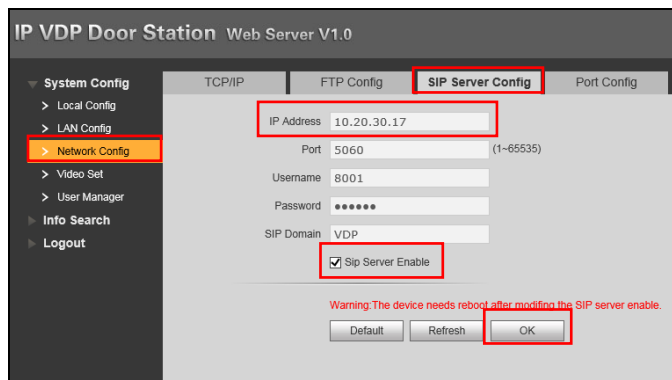 IP VDP Door Station Web Server V1.0
System Config
Local Config
LAN Config
Network Config
Video Set
User Manager
Info Search
Logout
TCP/IP FTP Config SIP Server Config Port Config
IP Address 10.20.30.17
Port 5060 (1~65535)
Username 8001
Password ●●●●●●
SIP Domain VDP
Sip Server Enable
Warning:The device needs reboot after modifing the SIP server enable.
Default Refresh OK